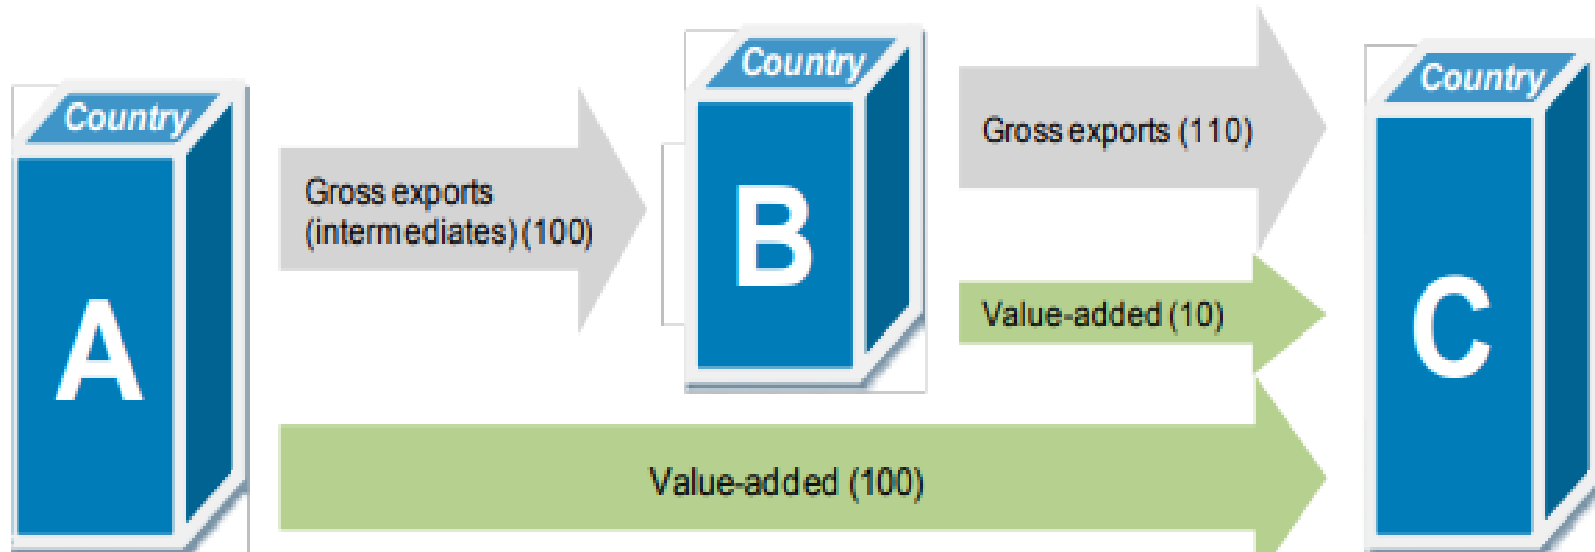 Country
A
Gross exports
(intermediates) (100)
Country
B
Gross exports (110)
Value-added (10)
Value-added (100)
Country
C